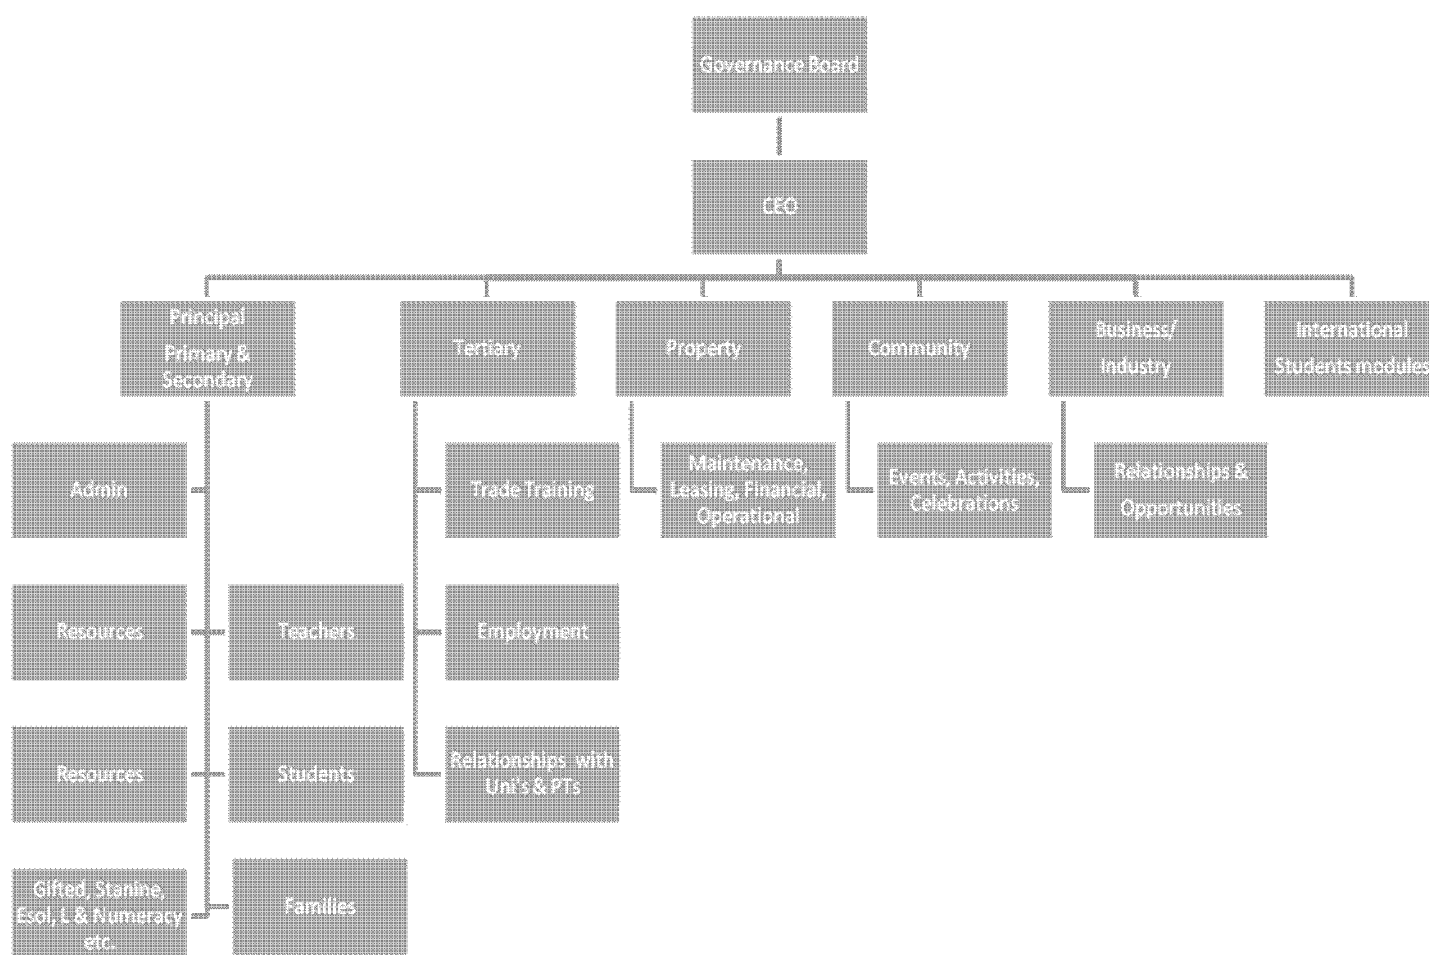 Governance Board
CEO
Principal
Primary &
Secondary
Tertiary
Property
Community
Business/
Industry
International
Students modules
Admin
Trade Training
Maintenance,
Leasing, Financial,
Operational
Events, Activities,
Celebrations
Relationships &
Opportunities
Resources
Teachers
Employment
Resources
Students
Relationships with
Uni's & PTs
Gifted, Stanine,
Esol, L & Numeracy
etc.
Families